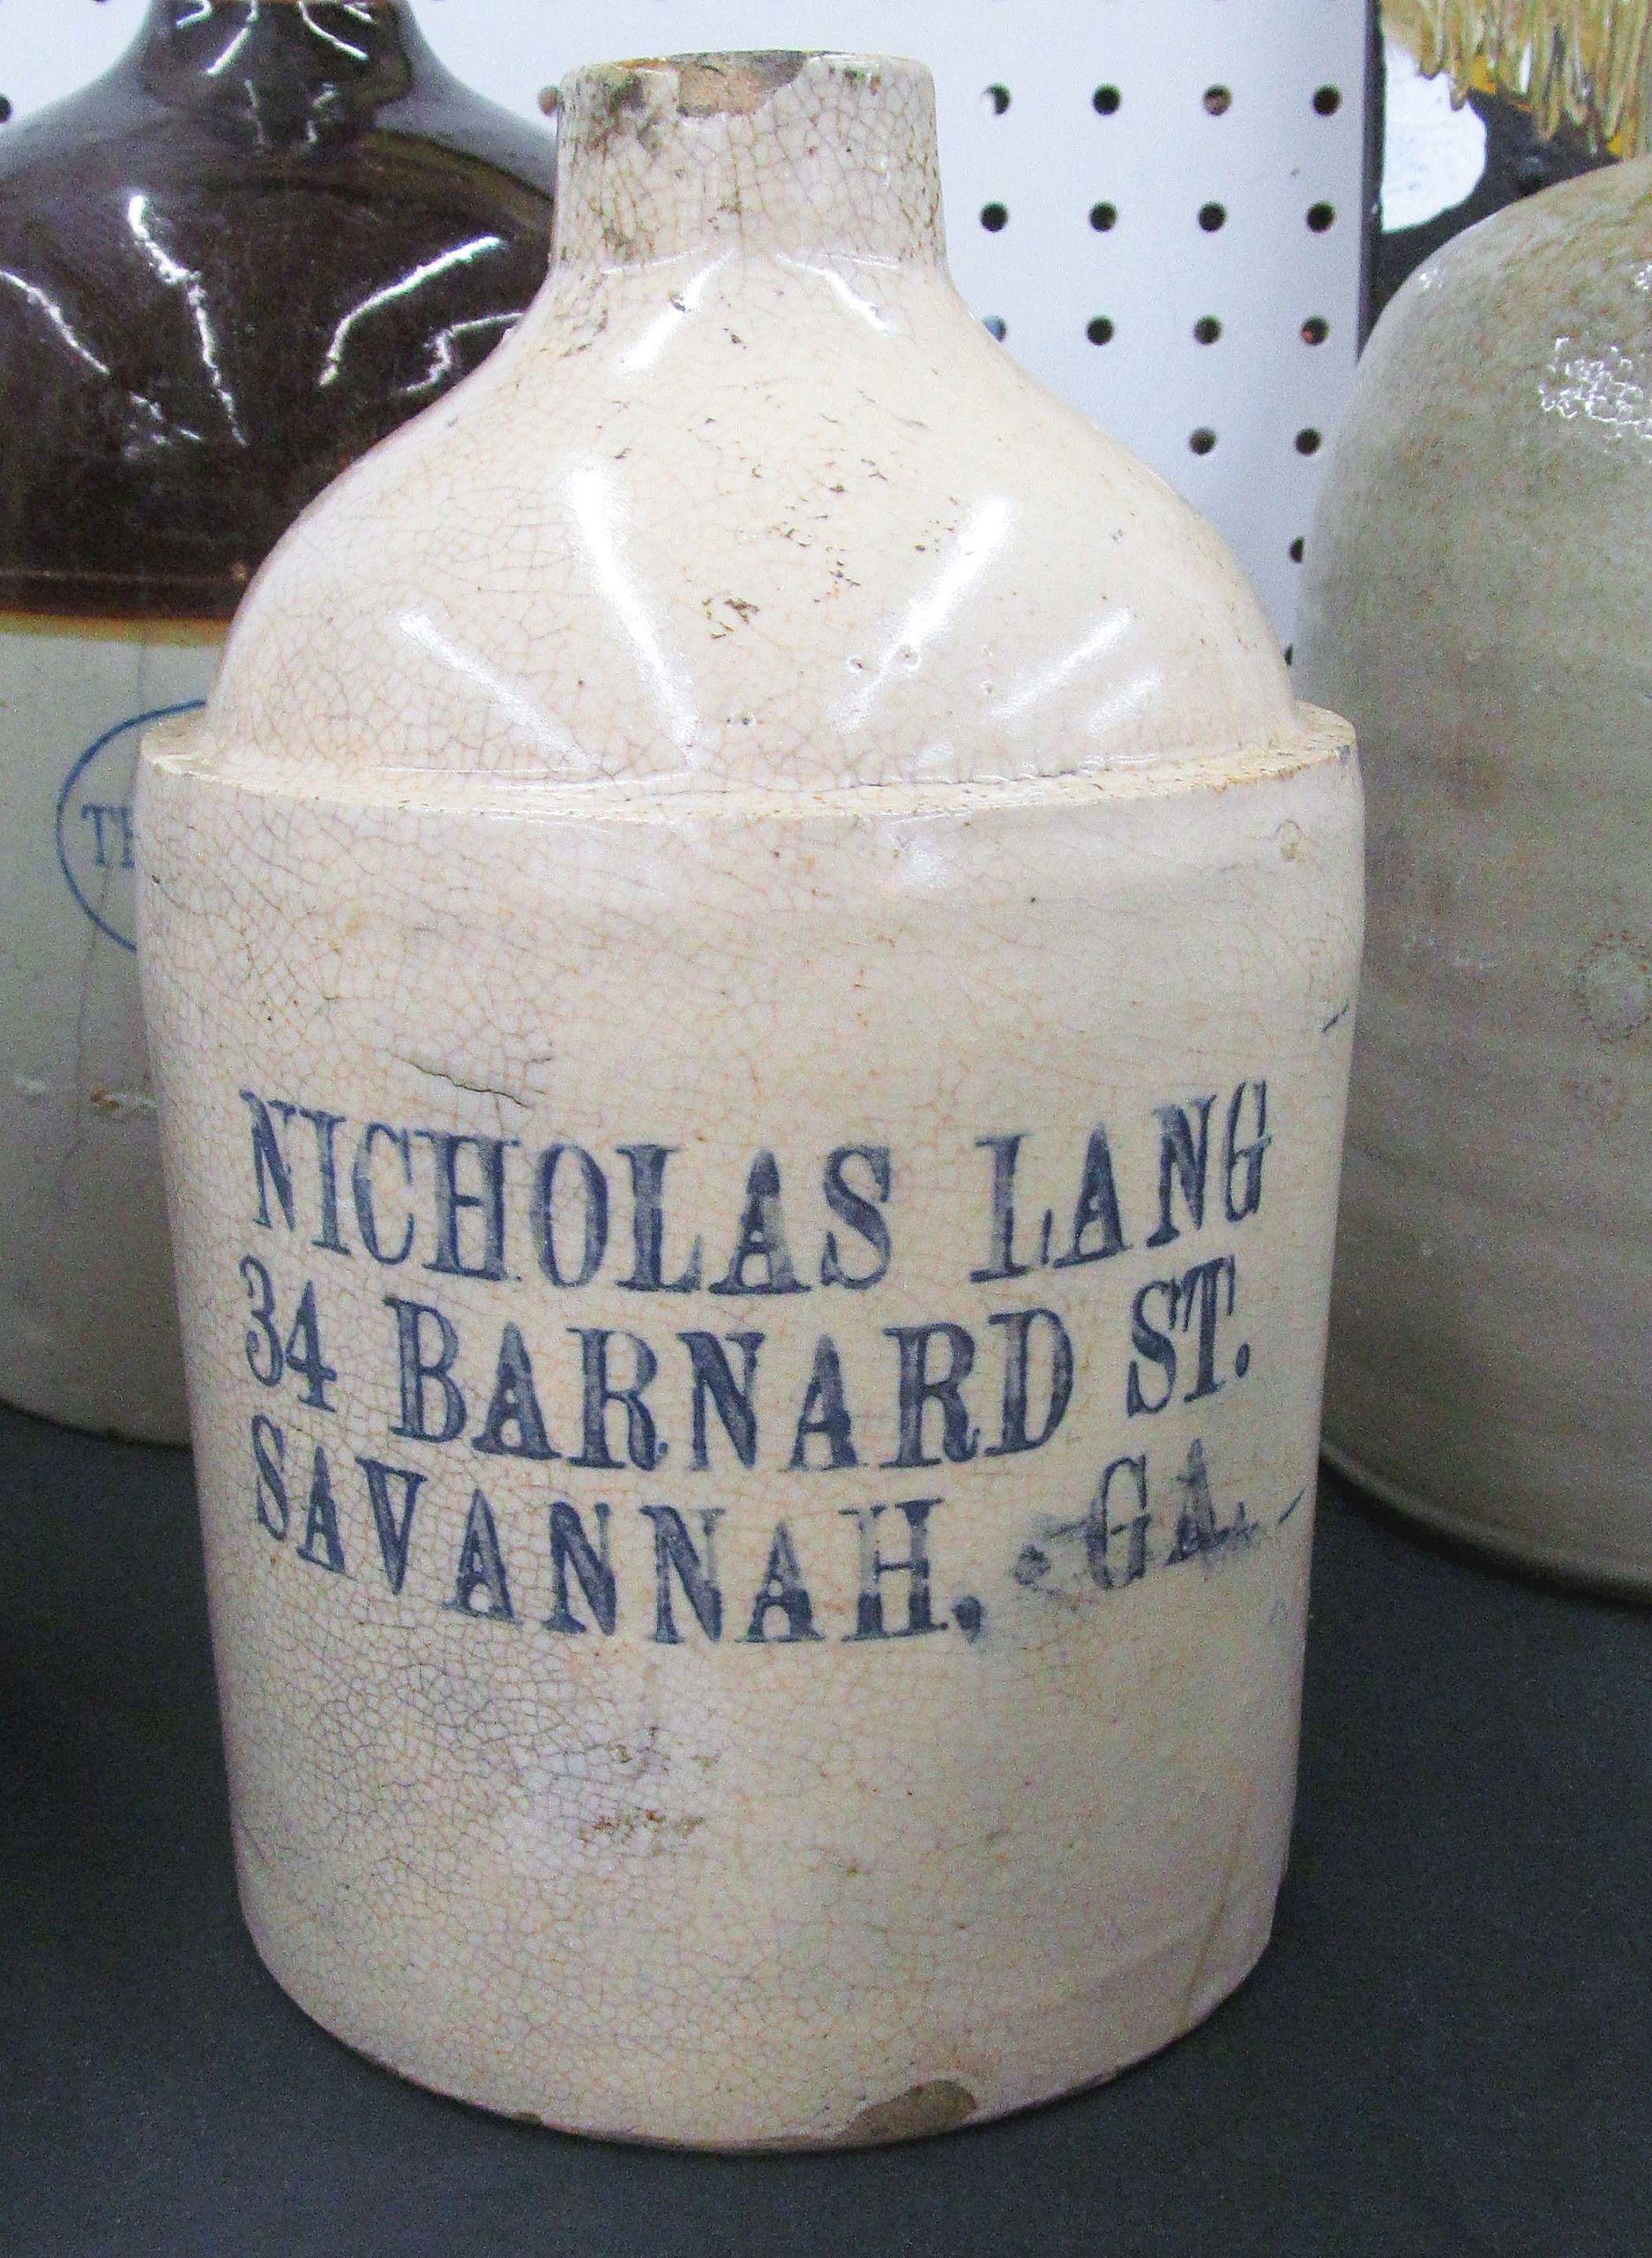 NICHOLAS LANG
34 BARNARD ST.
SAVANNAH, GA.